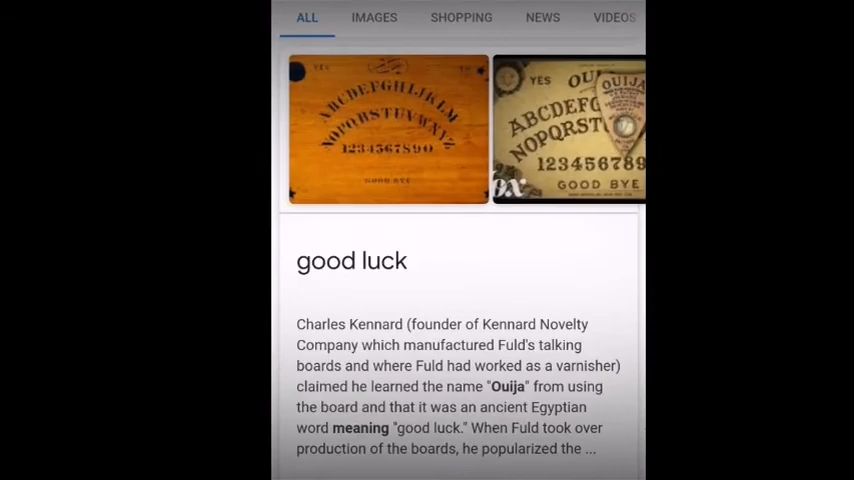 ALL IMAGES SHOPPING NEWS VIDEOS
YES
ABCDEFGHIJKLM
NOPQRSTUVWXYZ
1234567890
GOOD BYE
YES OUI
OUIJA
ABCDEFG
NOPQRST
123456789
GOOD BYE
good luck
Charles Kennard (founder of Kennard Novelty
Company which manufactured Fuld's talking
boards and where Fuld had worked as a varnisher)
claimed he learned the name "Ouija" from using
the board and that it was an ancient Egyptian
word meaning "good luck." When Fuld took over
production of the boards, he popularized the ...